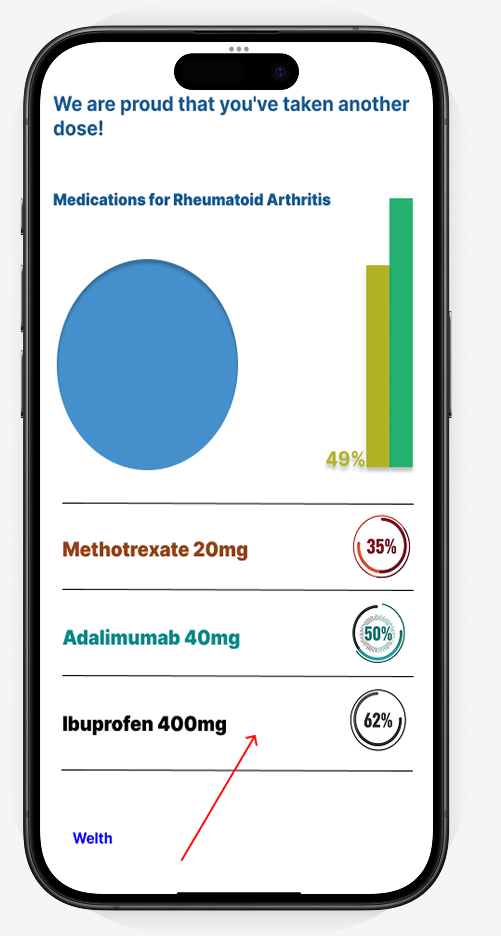 We are proud that you've taken another
dose!
Medications for Rheumatoid Arthritis
49%
Methotrexate 20mg
35%
Adalimumab 40mg
50%
Ibuprofen 400mg
62%
Welth